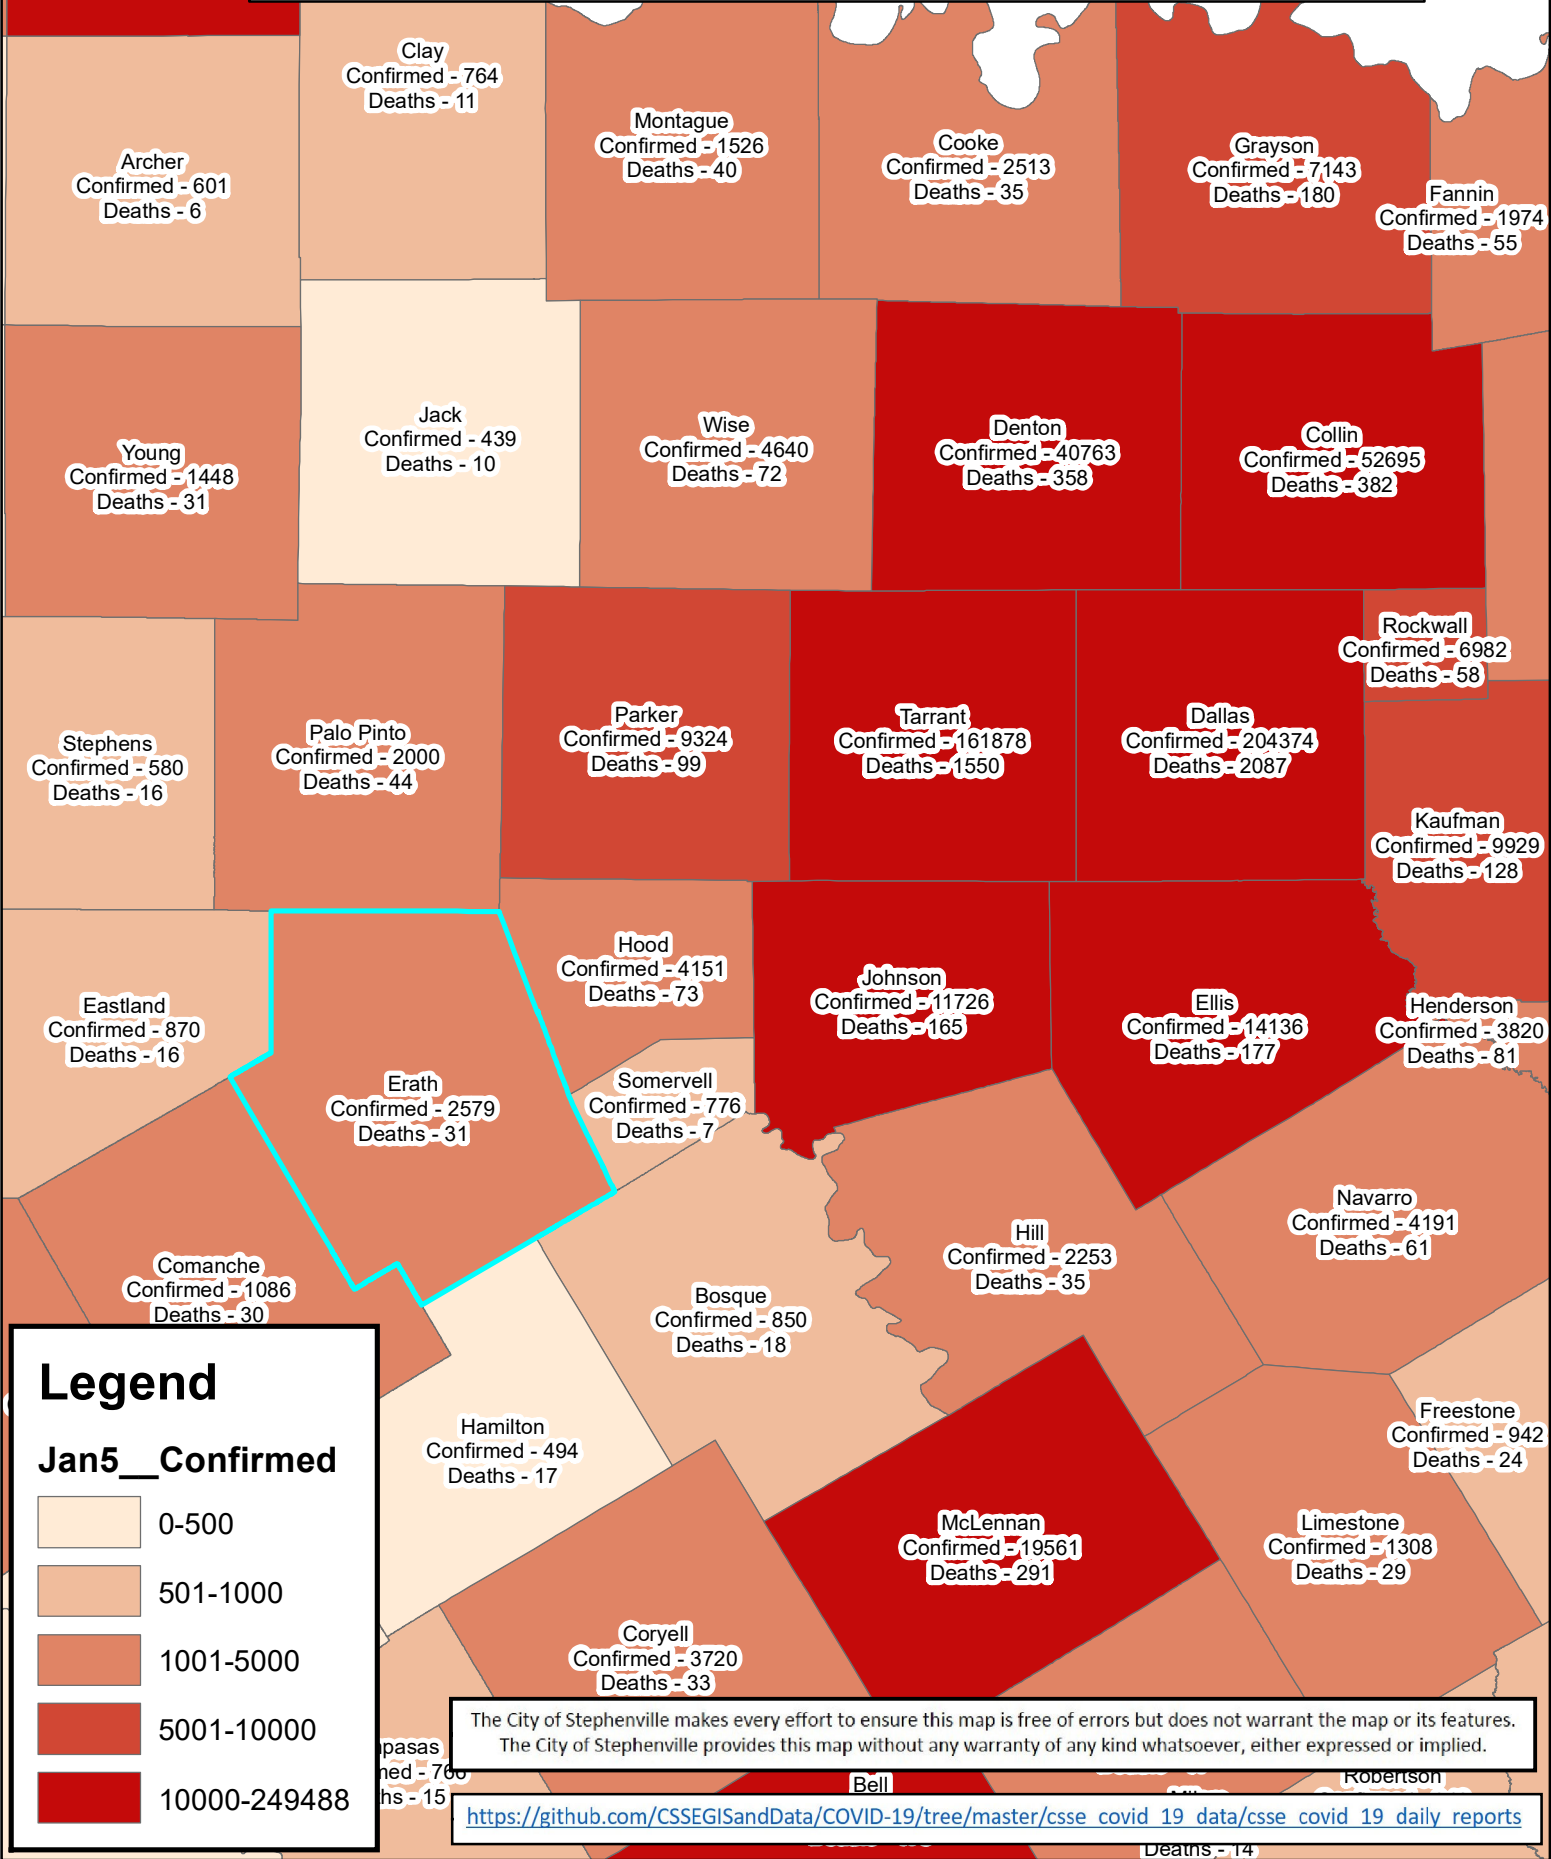 Clay
Confirmed - 764
Deaths - 11
Montague
Confirmed - 1526
Deaths - 40
Cooke
Confirmed - 2513
Deaths - 35
Grayson
Confirmed - 7143
Deaths - 180
Archer
Confirmed - 601
Deaths - 6
Fannin
Confirmed - 1974
Deaths - 55
Jack
Confirmed - 439
Deaths - 10
Wise
Confirmed - 4640
Deaths - 72
Denton
Confirmed - 40763
Deaths - 358
Collin
Confirmed - 52695
Deaths - 382
Young
Confirmed - 1448
Deaths - 31
Rockwall
Confirmed - 6982
Deaths - 58
Stephens
Confirmed - 580
Deaths - 16
Palo Pinto
Confirmed - 2000
Deaths - 44
Parker
Confirmed - 9324
Deaths - 99
Tarrant
Confirmed - 161878
Deaths - 1550
Dallas
Confirmed - 204374
Deaths - 2087
Kaufman
Confirmed - 9929
Deaths - 128
Eastland
Confirmed - 870
Deaths - 16
Hood
Confirmed - 4151
Deaths - 73
Johnson
Confirmed - 11726
Deaths - 165
Ellis
Confirmed - 14136
Deaths - 177
Henderson
Confirmed - 3820
Deaths - 81
Erath
Confirmed - 2579
Deaths - 31
Somervell
Confirmed - 776
Deaths - 7
Comanche
Confirmed - 1086
Deaths - 30
Bosque
Confirmed - 850
Deaths - 18
Hill
Confirmed - 2253
Deaths - 35
Navarro
Confirmed - 4191
Deaths - 61
Hamilton
Confirmed - 494
Deaths - 17
Freestone
Confirmed - 942
Deaths - 24
McLennan
Confirmed - 19561
Deaths - 291
Limestone
Confirmed - 1308
Deaths - 29
Coryell
Confirmed - 3720
Deaths - 33
Legend
Jan5__Confirmed
0-500
501-1000
1001-5000
5001-10000
10000-249488
The City of Stephenville makes every effort to ensure this map is free of errors but does not warrant the map or its features.
The City of Stephenville provides this map without any warranty of any kind whatsoever, either expressed or implied.
pasas
med - 766
ths - 15
Bell
Robertson
https://github.com/CSSEGISandData/COVID-19/tree/master/csse_covid_19_data/csse_covid_19_daily_reports
Deaths - 14